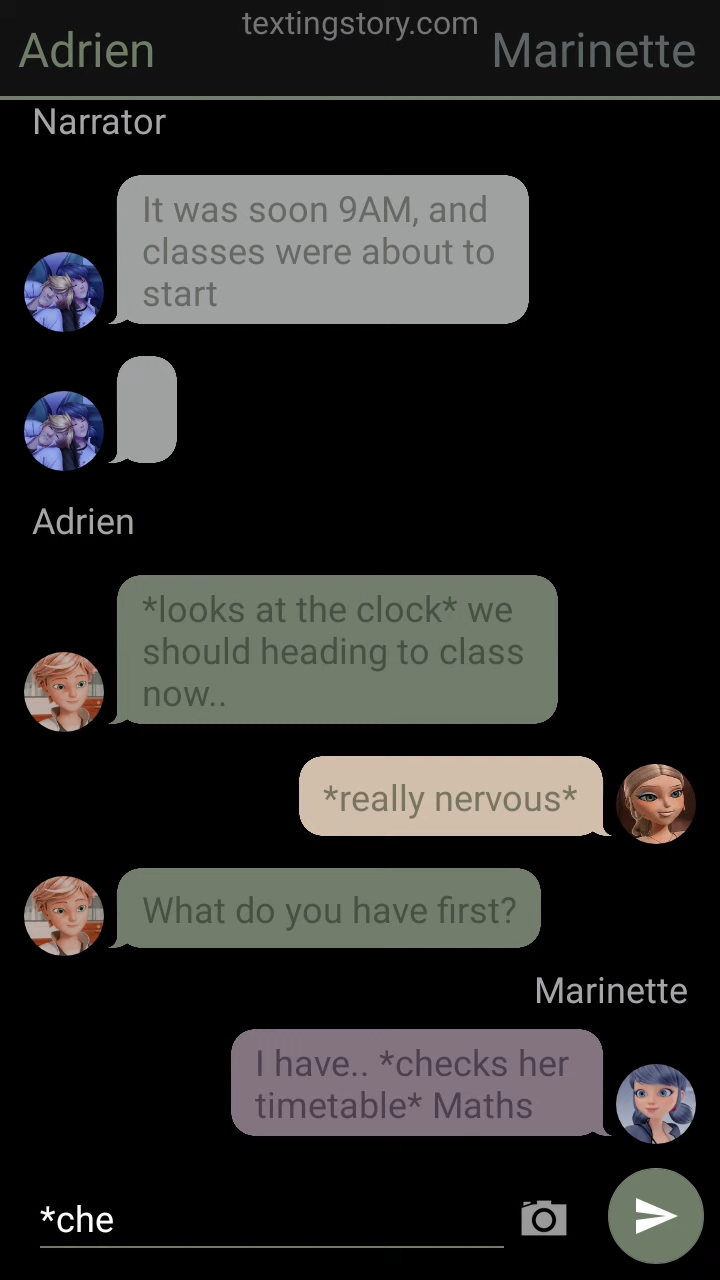 textingstory.com
Adrien
Marinette
Narrator
It was soon 9AM, and
classes were about to
start
Adrien
*looks at the clock* we
should heading to class
now..
*really nervous*
What do you have first?
Marinette
I have.. *checks her
timetable* Maths
*che